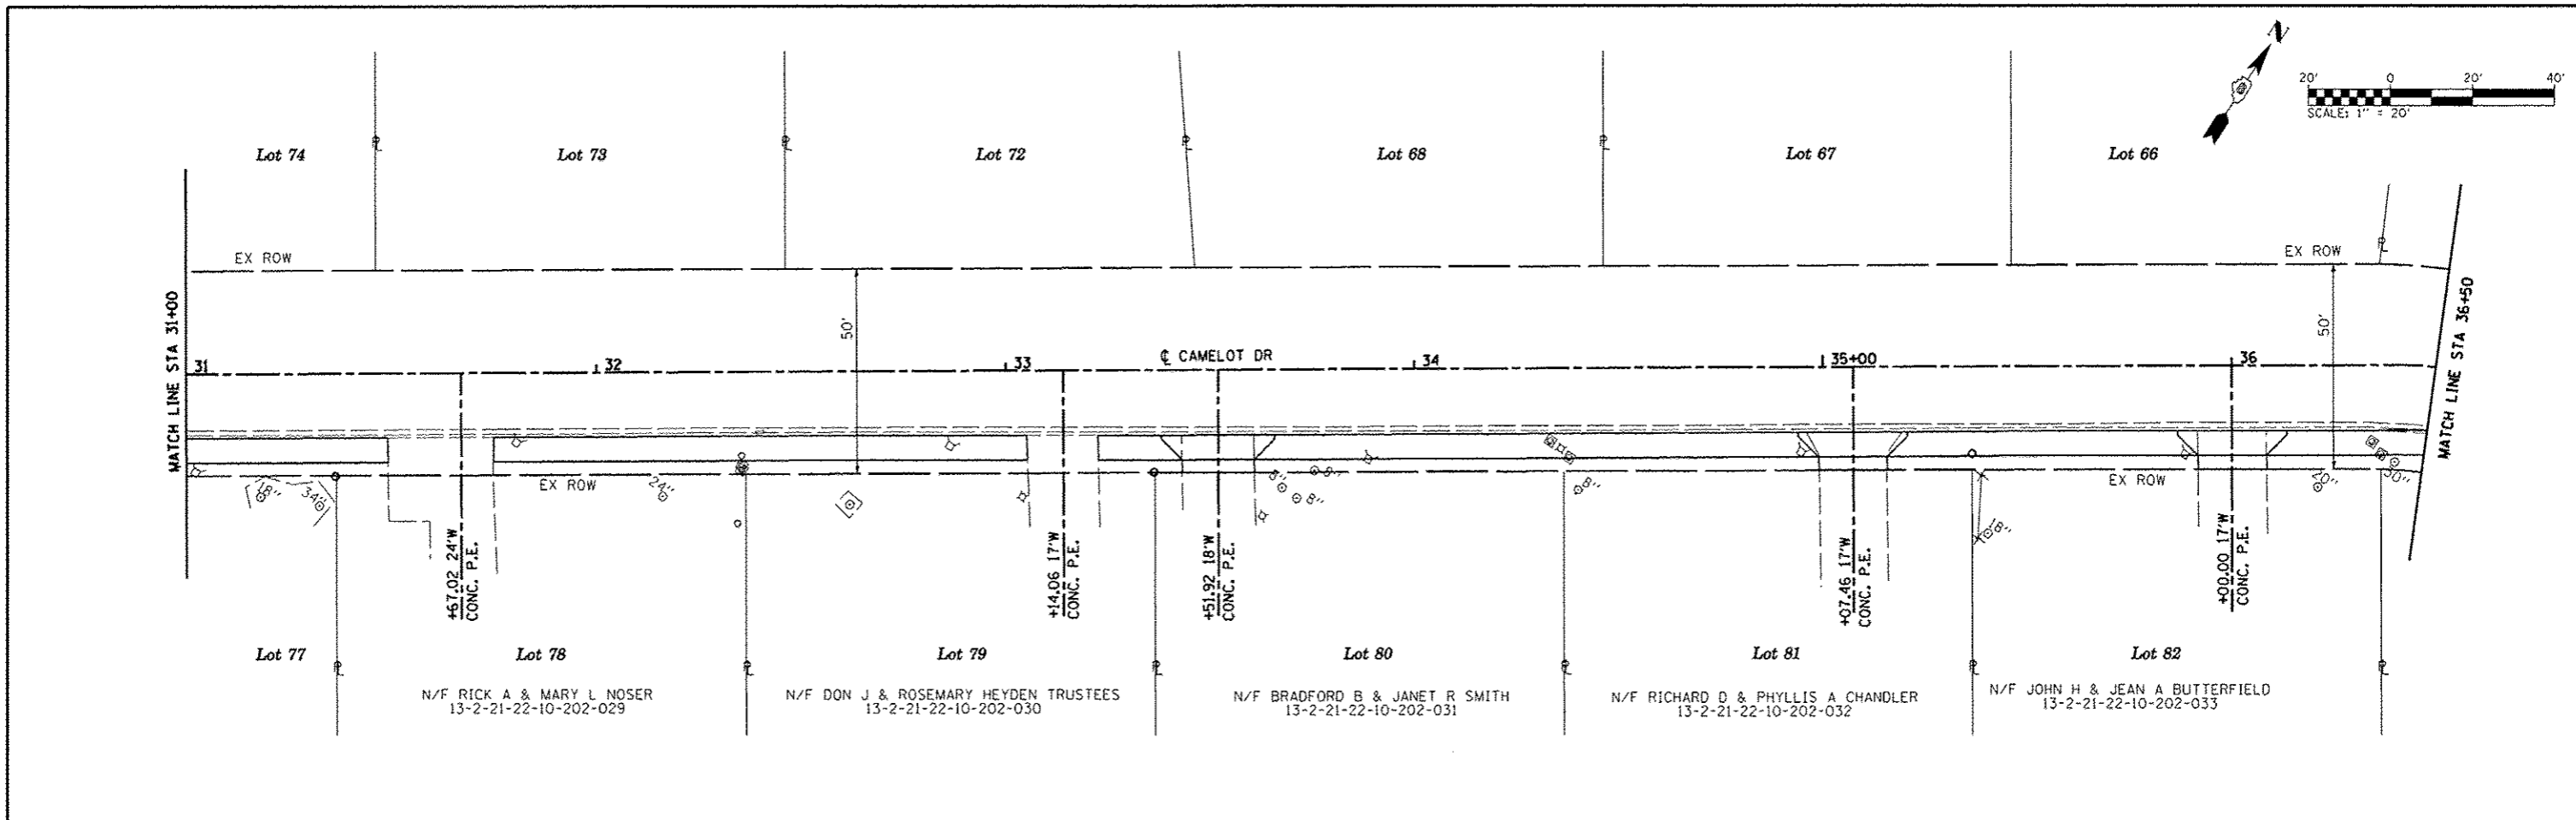 N
20' 0 20' 40'
SCALE: 1" = 20'
Lot 74
Lot 73
Lot 72
Lot 68
Lot 67
Lot 66
EX ROW
EX ROW
50'
50'
MATCH LINE STA 31+00
MATCH LINE STA 36+50
31
32
33
℄ CAMELOT DR
34
35+00
36
EX ROW
EX ROW
18"
34"
24"
8"
8"
8"
8"
18"
20"
30"
+67.02 24'W
CONC. P.E.
+14.06 17'W
CONC. P.E.
+51.92 18'W
CONC. P.E.
+07.46 17'W
CONC. P.E.
+00.00 17'W
CONC. P.E.
Lot 77
Lot 78
Lot 79
Lot 80
Lot 81
Lot 82
N/F RICK A & MARY L NOSER
13-2-21-22-10-202-029
N/F DON J & ROSEMARY HEYDEN TRUSTEES
13-2-21-22-10-202-030
N/F BRADFORD B & JANET R SMITH
13-2-21-22-10-202-031
N/F RICHARD D & PHYLLIS A CHANDLER
13-2-21-22-10-202-032
N/F JOHN H & JEAN A BUTTERFIELD
13-2-21-22-10-202-033